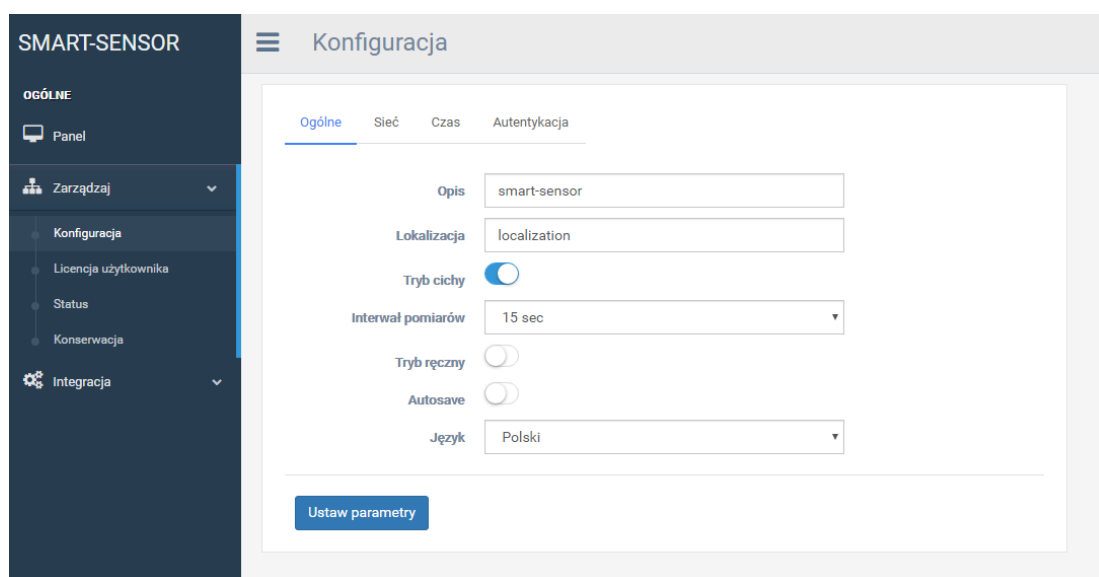 SMART-SENSOR
OGÓLNE
Panel
Zarządzaj
Konfiguracja
Licencja użytkownika
Status
Konserwacja
Integracja
Konfiguracja
Ogólne Sieć Czas Autentykacja
Opis smart-sensor
Lokalizacja localization
Tryb cichy
Interwał pomiarów 15 sec
Tryb ręczny
Autosave
Język Polski
Ustaw parametry